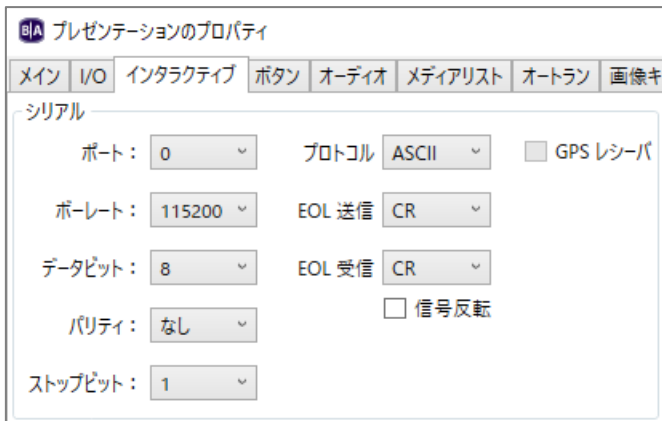 B|A プレゼンテーションのプロパティ
メイン I/O インタラクティブ ボタン オーディオ メディアリスト オートラン 画像キ
シリアル
ポート： 0 プロトコル ASCII GPS レシーバ
ボーレート： 115200 EOL 送信 CR
データビット： 8 EOL 受信 CR
信号反転
パリティ： なし
ストップビット： 1